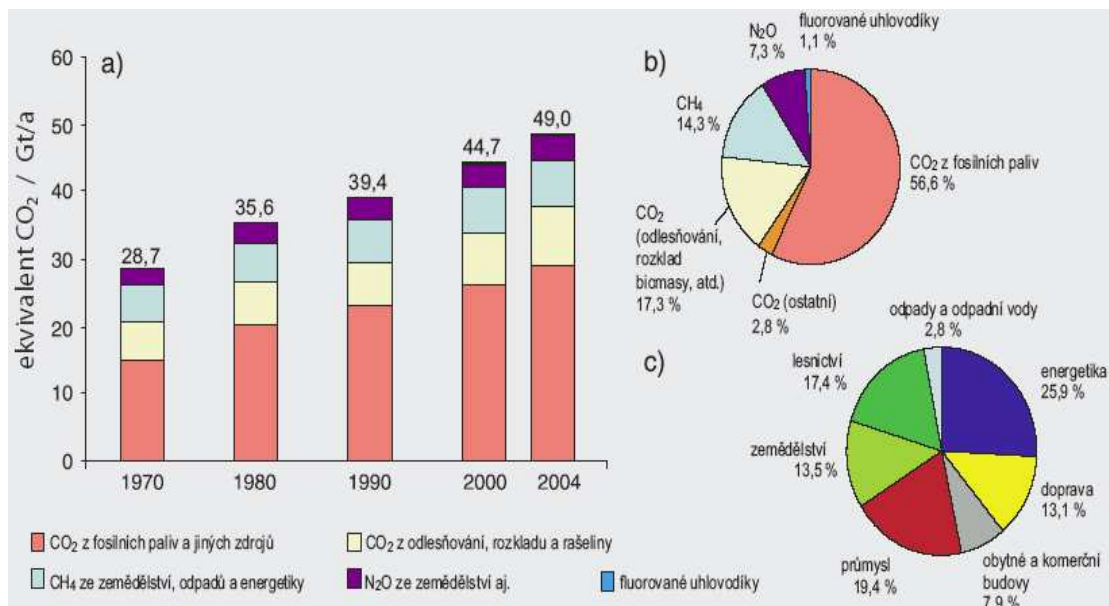 a)
ekvivalent CO₂ / Gt/a
60
50
40
30
20
10
0
28,7
35,6
39,4
44,7
49,0
1970
1980
1990
2000
2004
CO₂ z fosilních paliv a jiných zdrojů
CO₂ z odlesňování, rozkladu a rašeliny
CH₄ ze zemědělství, odpadů a energetiky
N₂O ze zemědělství aj.
fluorované uhlovodíky
b)
N₂O
7,3 %
fluorované uhlovodíky
1,1 %
CH₄
14,3 %
CO₂ z fosilních paliv
56,6 %
CO₂
(odlesňování,
rozklad
biomasy, atd.)
17,3 %
CO₂ (ostatní)
2,8 %
c)
odpady a odpadní vody
2,8 %
lesnictví
17,4 %
energetika
25,9 %
zemědělství
13,5 %
doprava
13,1 %
průmysl
19,4 %
obytné a komerční
budovy
7,9 %